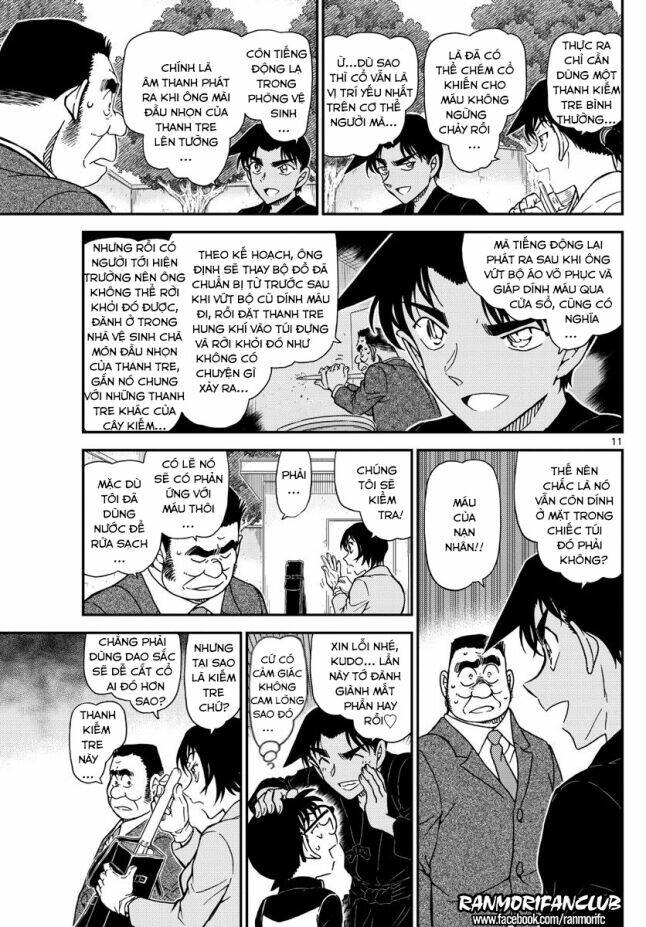 THỰC RA
CHỈ CẦN
DÙNG MỘT
THANH KIẾM
TRE BÌNH
THƯỜNG...
LÀ ĐÃ CÓ
THỂ CHÉM CỔ
KHIẾN CHO
MÁU KHÔNG
NGỪNG
CHẢY RỒI
...
Ừ...DÙ SAO
THÌ CỔ VẪN LÀ
VỊ TRÍ YẾU NHẤT
TRÊN CƠ THỂ
NGƯỜI MÀ...
CÒN TIẾNG
ĐỘNG LẠ
TRONG
PHÒNG VỆ
SINH
...
CHÍNH LÀ
ÂM THANH PHÁT
RA KHI ÔNG MÀI
ĐẦU NHỌN CỦA
THANH TRE
LÊN TƯỜNG
...
MÀ TIẾNG ĐỘNG LẠI
PHÁT RA SAU KHI ÔNG
VỨT BỘ ÁO VÕ PHỤC VÀ
GIÁP DÍNH MÁU QUA
CỬA SỔ, CŨNG CÓ
NGHĨA
...
THEO KẾ HOẠCH, ÔNG
ĐỊNH SẼ THAY BỘ ĐỒ ĐÃ
CHUẨN BỊ TỪ TRƯỚC SAU
KHI VỨT BỘ CŨ DÍNH MÁU
ĐI, RỒI ĐẶT THANH TRE
HUNG KHÍ VÀO TÚI ĐỰNG
VÀ RỜI KHỎI ĐÓ NHƯ
KHÔNG CÓ
CHUYỆN GÌ
XẢY RA...
NHƯNG RỒI CÓ
NGƯỜI TỚI HIỆN
TRƯỜNG NÊN ÔNG
KHÔNG THỂ RỜI
KHỎI ĐÓ ĐƯỢC,
ĐÀNH Ở TRONG
NHÀ VỆ SINH CHÀ
MÒN ĐẦU NHỌN
CỦA THANH TRE,
GẮN NÓ CHUNG
VỚI NHỮNG THANH
TRE KHÁC CỦA
CÂY KIẾM...
11
THẾ NÊN
CHẮC LÀ NÓ
VẪN CÒN DÍNH
Ở MẶT TRONG
CHIẾC TÚI
ĐÓ PHẢI
KHÔNG?
MÁU
CỦA
NẠN
NHÂN!!
CHÚNG
TÔI SẼ
KIỂM
TRA!
PHẢI
...
CÓ LẼ NÓ
SẼ CÓ PHẢN
ỨNG VỚI
MÁU THÔI
...
MẶC DÙ
TÔI ĐÃ
DÙNG
NƯỚC ĐỂ
RỬA SẠCH
...
XIN LỖI NHÉ,
KUDO... LẦN
NÀY TỚ ĐÀNH
GIÀNH MẤT
PHẦN HAY
RỒI♡
CỨ CÓ
CẢM GIÁC
KHÔNG
CAM LÒNG
SAO ĐÓ
...
NHƯNG
TẠI SAO
LÀ KIẾM
TRE CHỨ?
CHẲNG PHẢI
DÙNG DAO SẮC
SẼ DỄ CẮT CỔ
AI ĐÓ HƠN
SAO?
THANH
KIẾM
TRE NÀY
...
RANMORIFANCLUB
www.facebook.com/ranmorifc